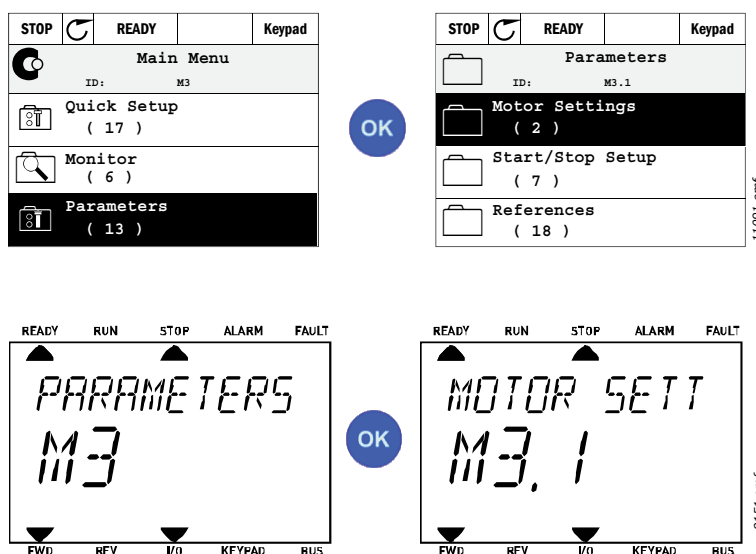 STOP READY Keypad
Main Menu
ID: M3
Quick Setup
( 17 )
Monitor
( 6 )
Parameters
( 13 )
OK
STOP READY Keypad
Parameters
ID: M3.1
Motor Settings
( 2 )
Start/Stop Setup
( 7 )
References
( 18 )
READY RUN STOP ALARM FAULT
PARAMETERS
M3
FWD REV I/O KEYPAD BUS
OK
READY RUN STOP ALARM FAULT
MOTOR SETT
M3.1
FWD REV I/O KEYPAD BUS